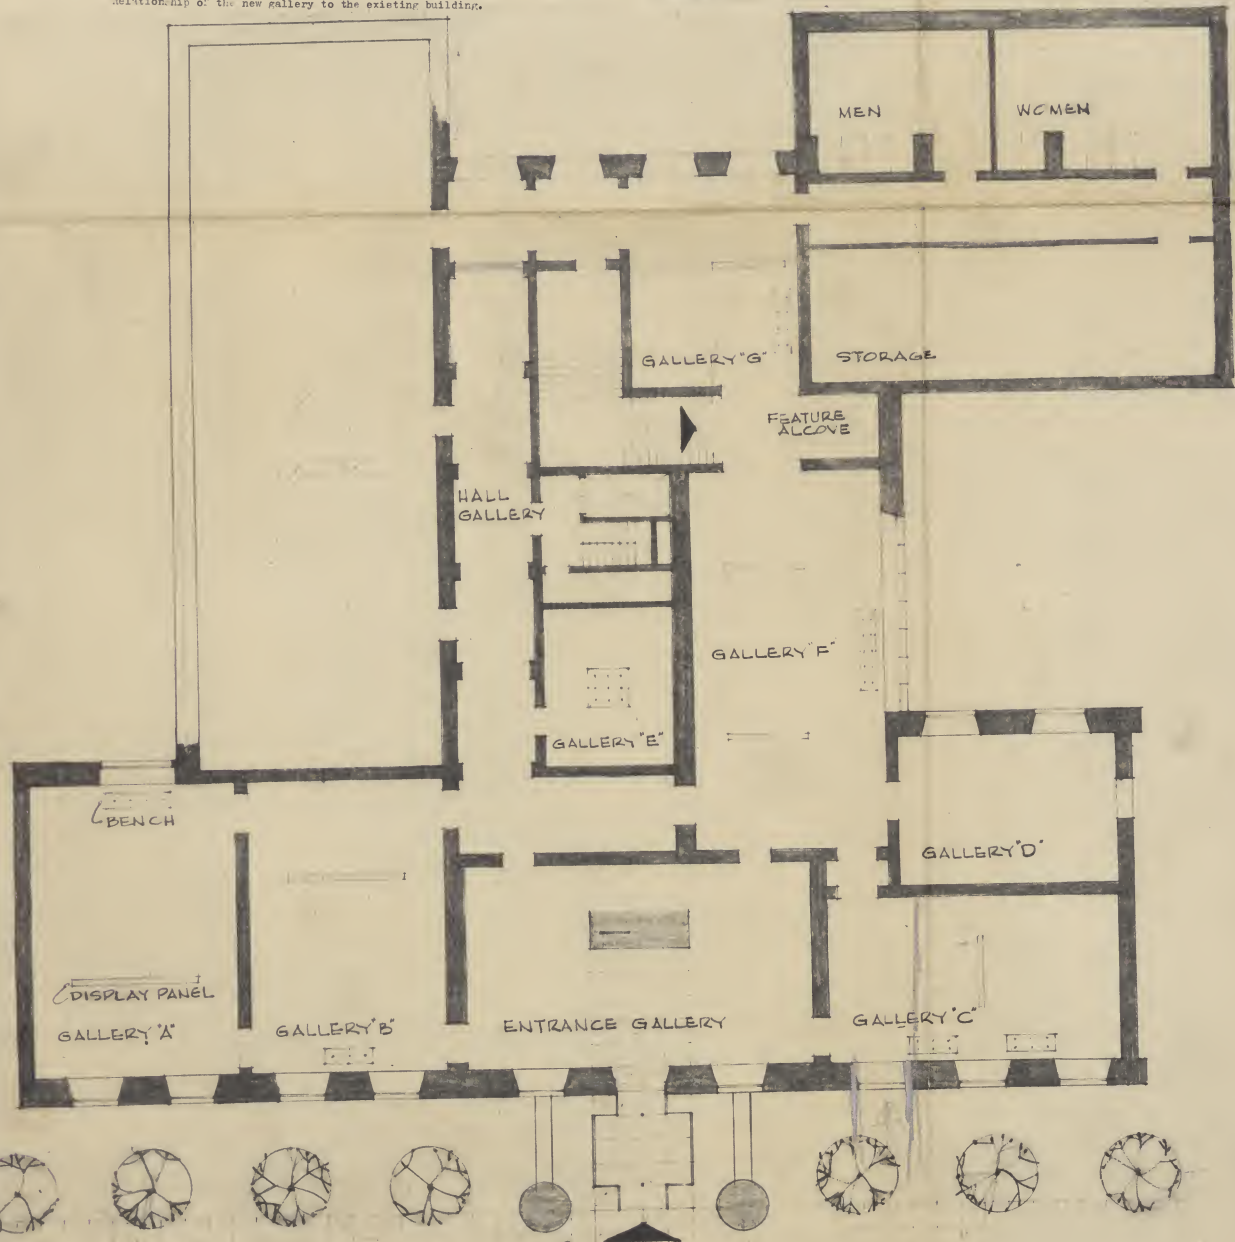 Relationship of the new gallery to the existing building.
MEN
WOMEN
GALLERY "G"
STORAGE
FEATURE
ALCOVE
HALL
GALLERY
GALLERY "F"
GALLERY "E"
BENCH
GALLERY "D"
DISPLAY PANEL
GALLERY "A"
GALLERY "B"
ENTRANCE GALLERY
GALLERY "C"